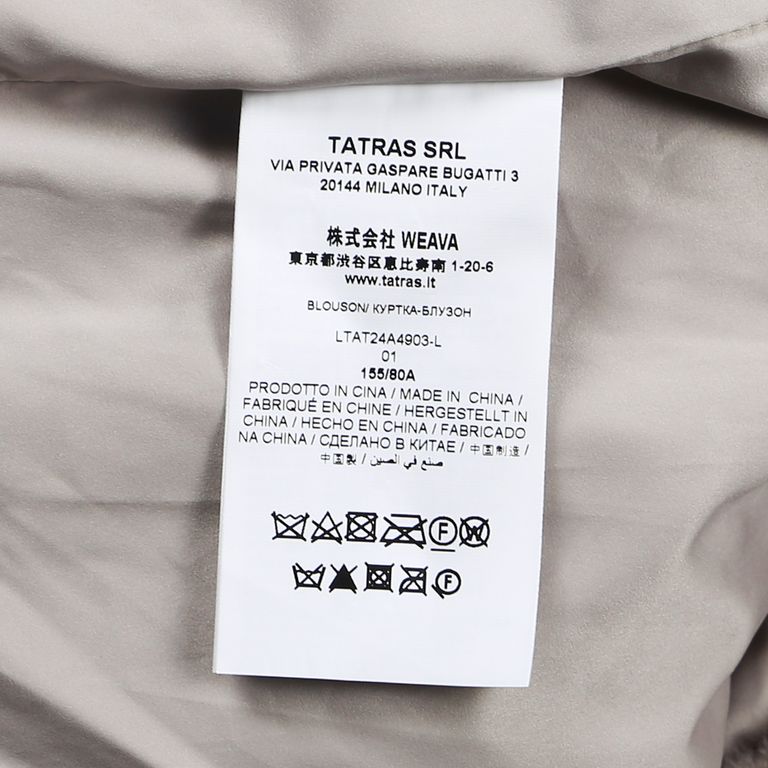 TATRAS SRL
VIA PRIVATA GASPARE BUGATTI 3
20144 MILANO ITALY
株式会社 WEAVA
東京都渋谷区恵比寿南 1-20-6
www.tatras.it
BLOUSON/ КУРТКА-БЛУЗОН
LTAT24A4903-L
01
155/80A
PRODOTTO IN CINA / MADE IN CHINA /
FABRIQUÉ EN CHINE / HERGESTELLT IN
CHINA / HECHO EN CHINA / FABRICADO
NA CHINA / СДЕЛАНО В КИТАЕ / 中国制造 /
中国製 / صنع في الصين
F W
F